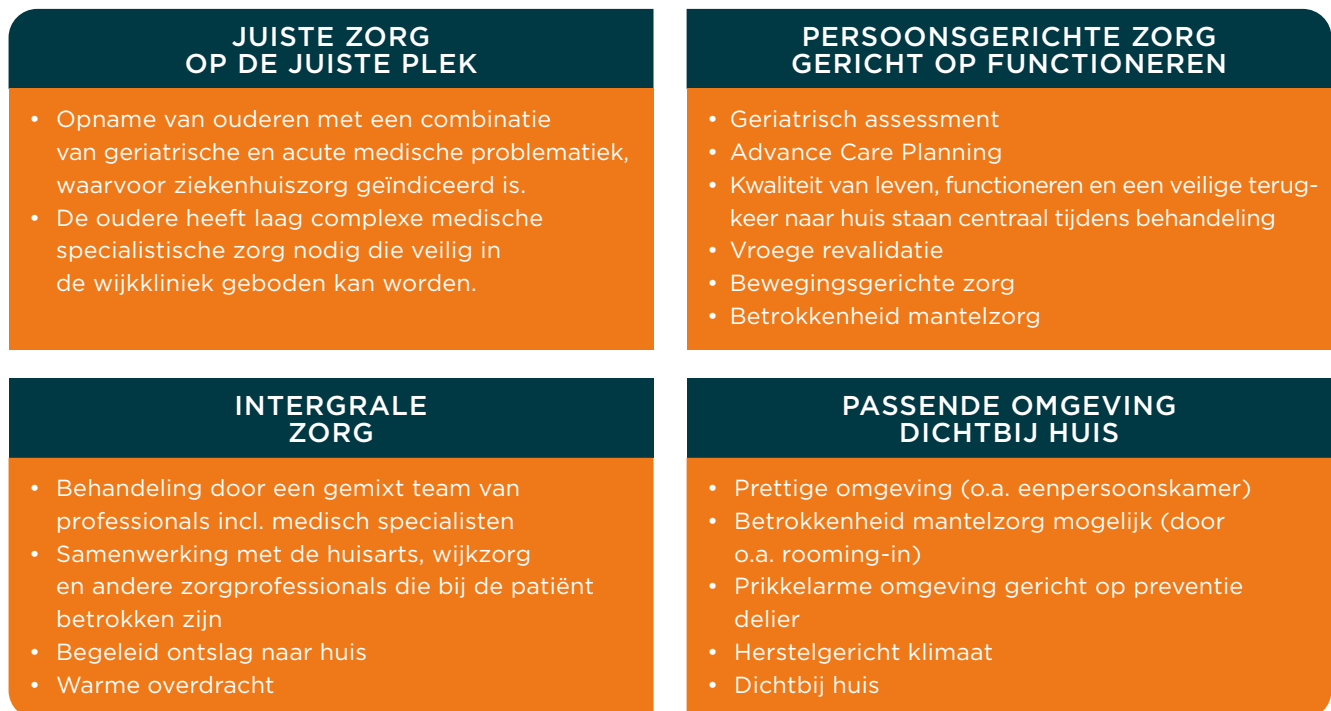 JUISTE ZORG
OP DE JUISTE PLEK
• Opname van ouderen met een combinatie
van geriatrische en acute medische problematiek,
waarvoor ziekenhuiszorg geïndiceerd is.
• De oudere heeft laag complexe medische
specialistische zorg nodig die veilig in
de wijkkliniek geboden kan worden.
PERSOONSGERICHTE ZORG
GERICHT OP FUNCTIONEREN
• Geriatrisch assessment
• Advance Care Planning
• Kwaliteit van leven, functioneren en een veilige terug-
keer naar huis staan centraal tijdens behandeling
• Vroege revalidatie
• Bewegingsgerichte zorg
• Betrokkenheid mantelzorg
INTERGRALE
ZORG
• Behandeling door een gemixt team van
professionals incl. medisch specialisten
• Samenwerking met de huisarts, wijkzorg
en andere zorgprofessionals die bij de patiënt
betrokken zijn
• Begeleid ontslag naar huis
• Warme overdracht
PASSENDE OMGEVING
DICHTBIJ HUIS
• Prettige omgeving (o.a. eenpersoonskamer)
• Betrokkenheid mantelzorg mogelijk (door
o.a. rooming-in)
• Prikkelarme omgeving gericht op preventie
delier
• Herstelgericht klimaat
• Dichtbij huis